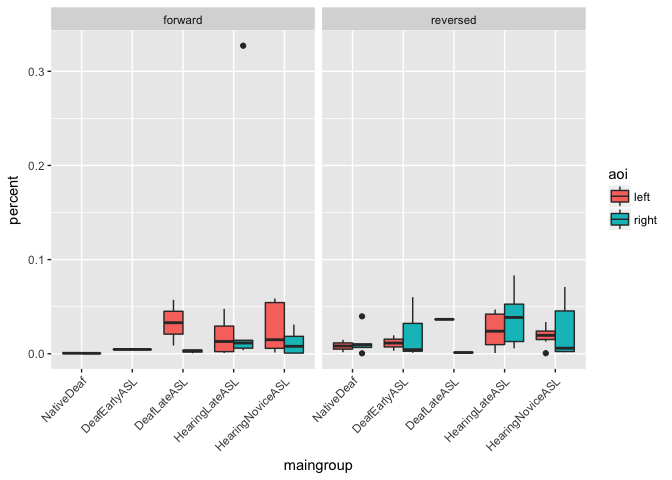 forward
reversed
percent
0.3
0.2
0.1
0.0
NativeDeaf
DeafEarlyASL
DeafLateASL
HearingLateASL
HearingNoviceASL
NativeDeaf
DeafEarlyASL
DeafLateASL
HearingLateASL
HearingNoviceASL
maingroup
aoi
left
right